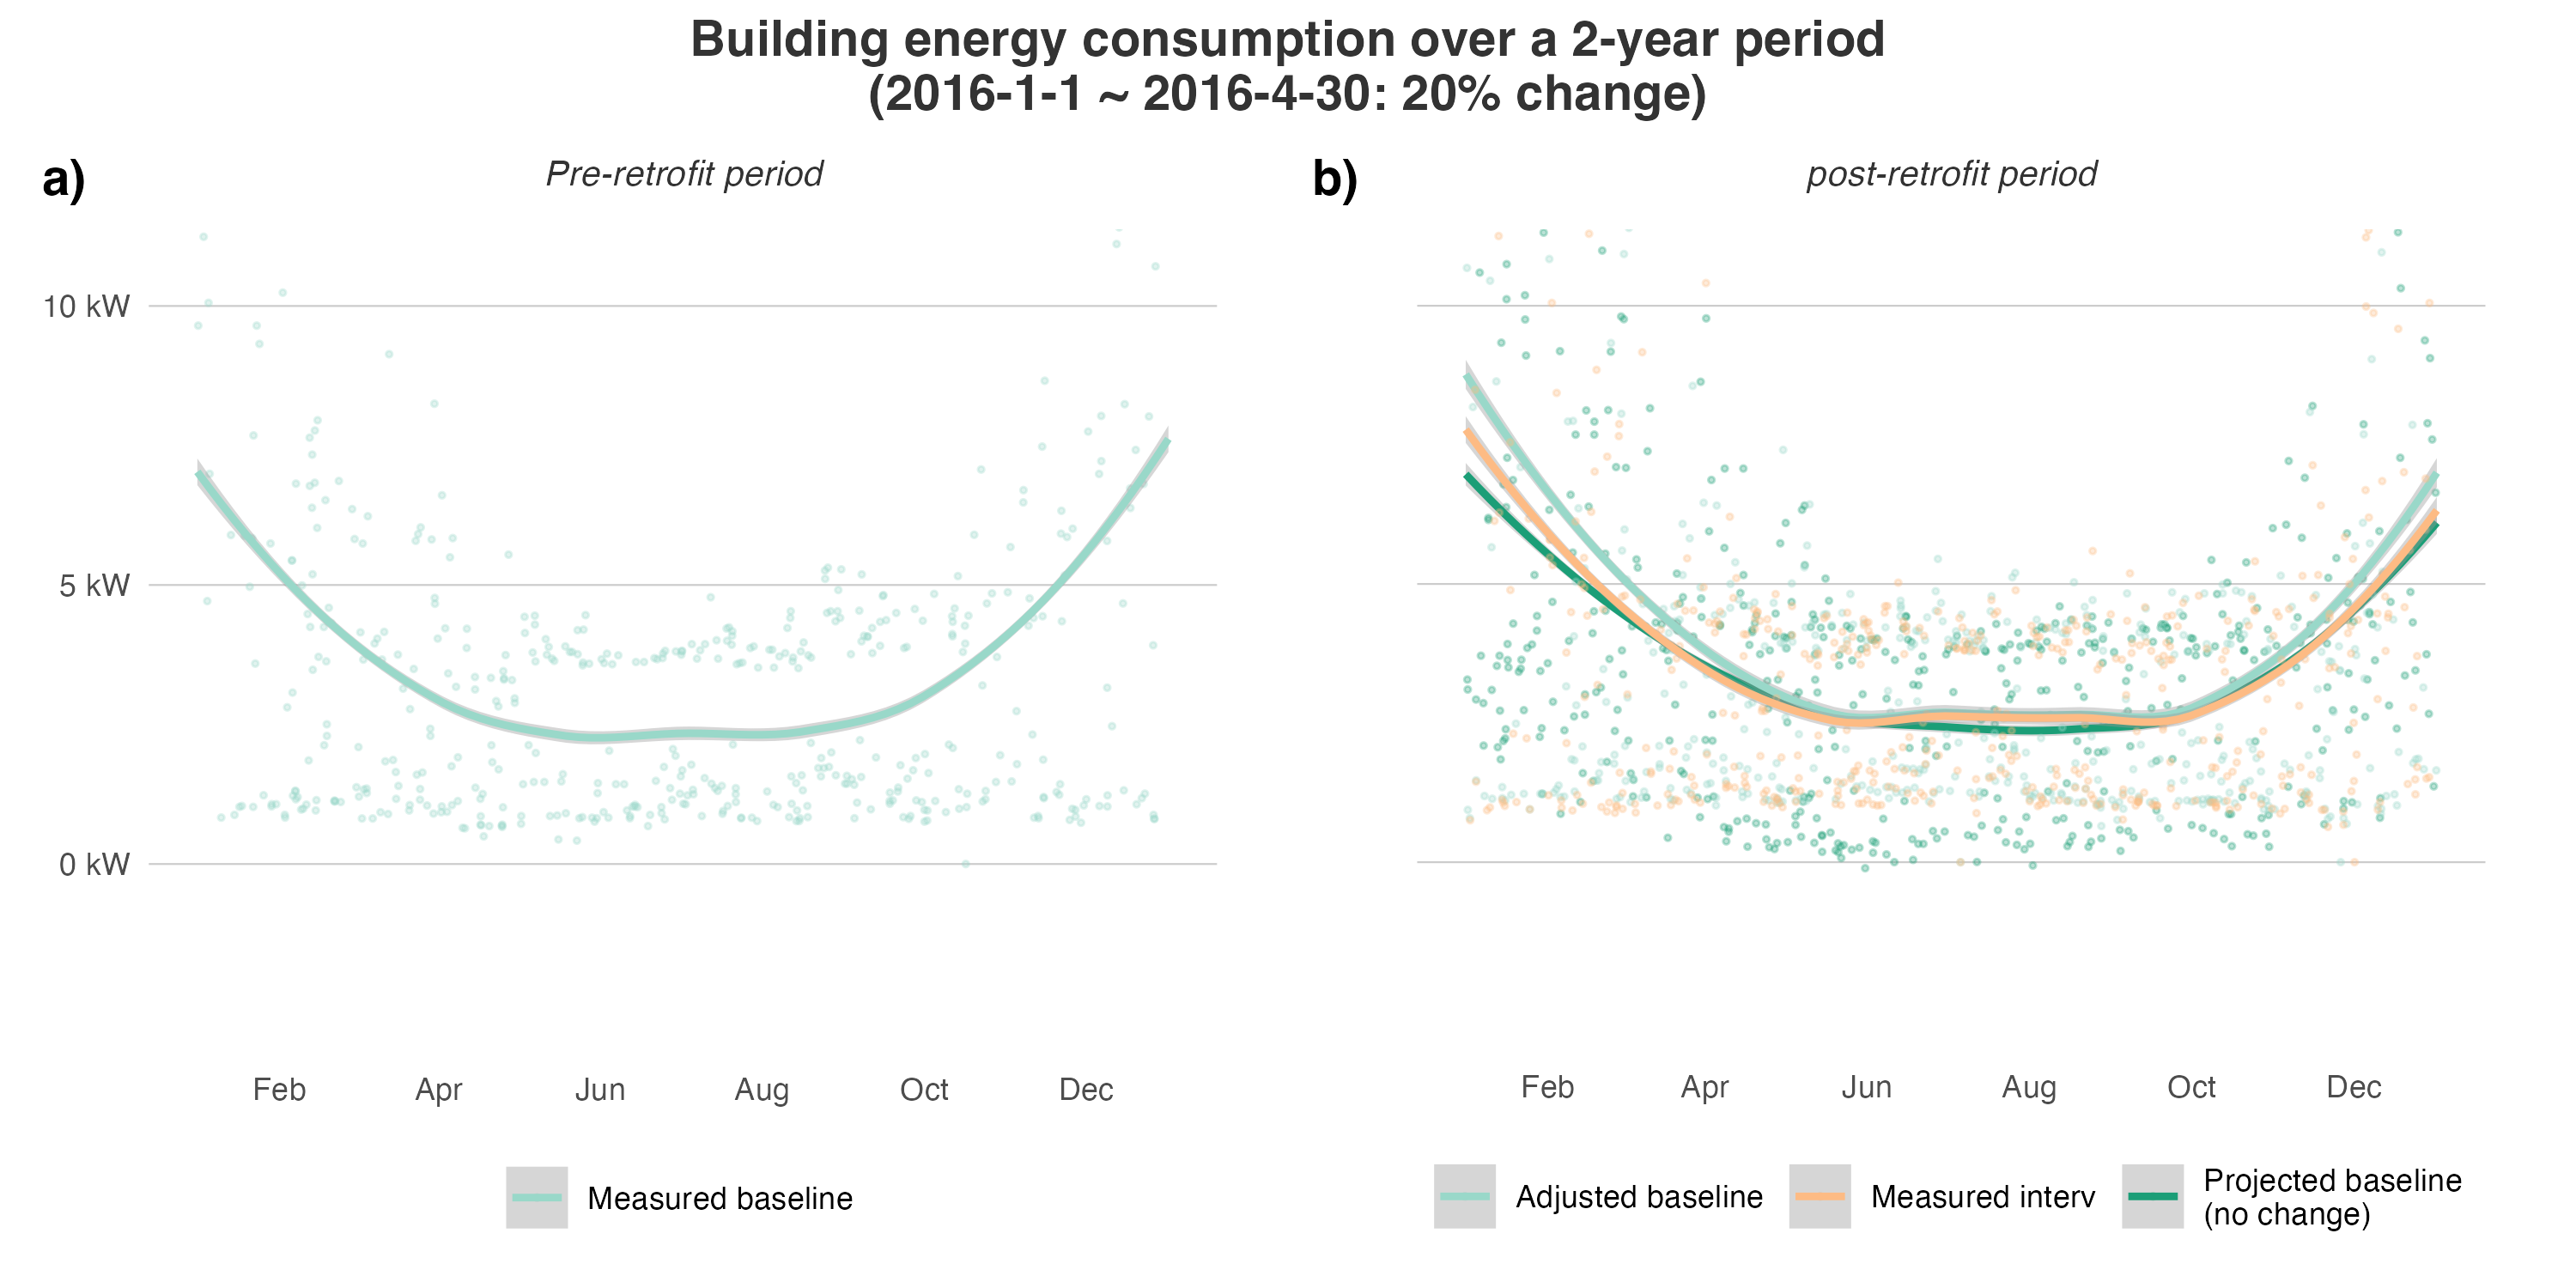 Building energy consumption over a 2-year period
(2016-1-1 ~ 2016-4-30: 20% change)
a)
Pre-retrofit period
10 kW
5 kW
0 kW
Feb Apr Jun Aug Oct Dec
Measured baseline
b)
post-retrofit period
Feb Apr Jun Aug Oct Dec
Adjusted baseline
Measured interv
Projected baseline
(no change)